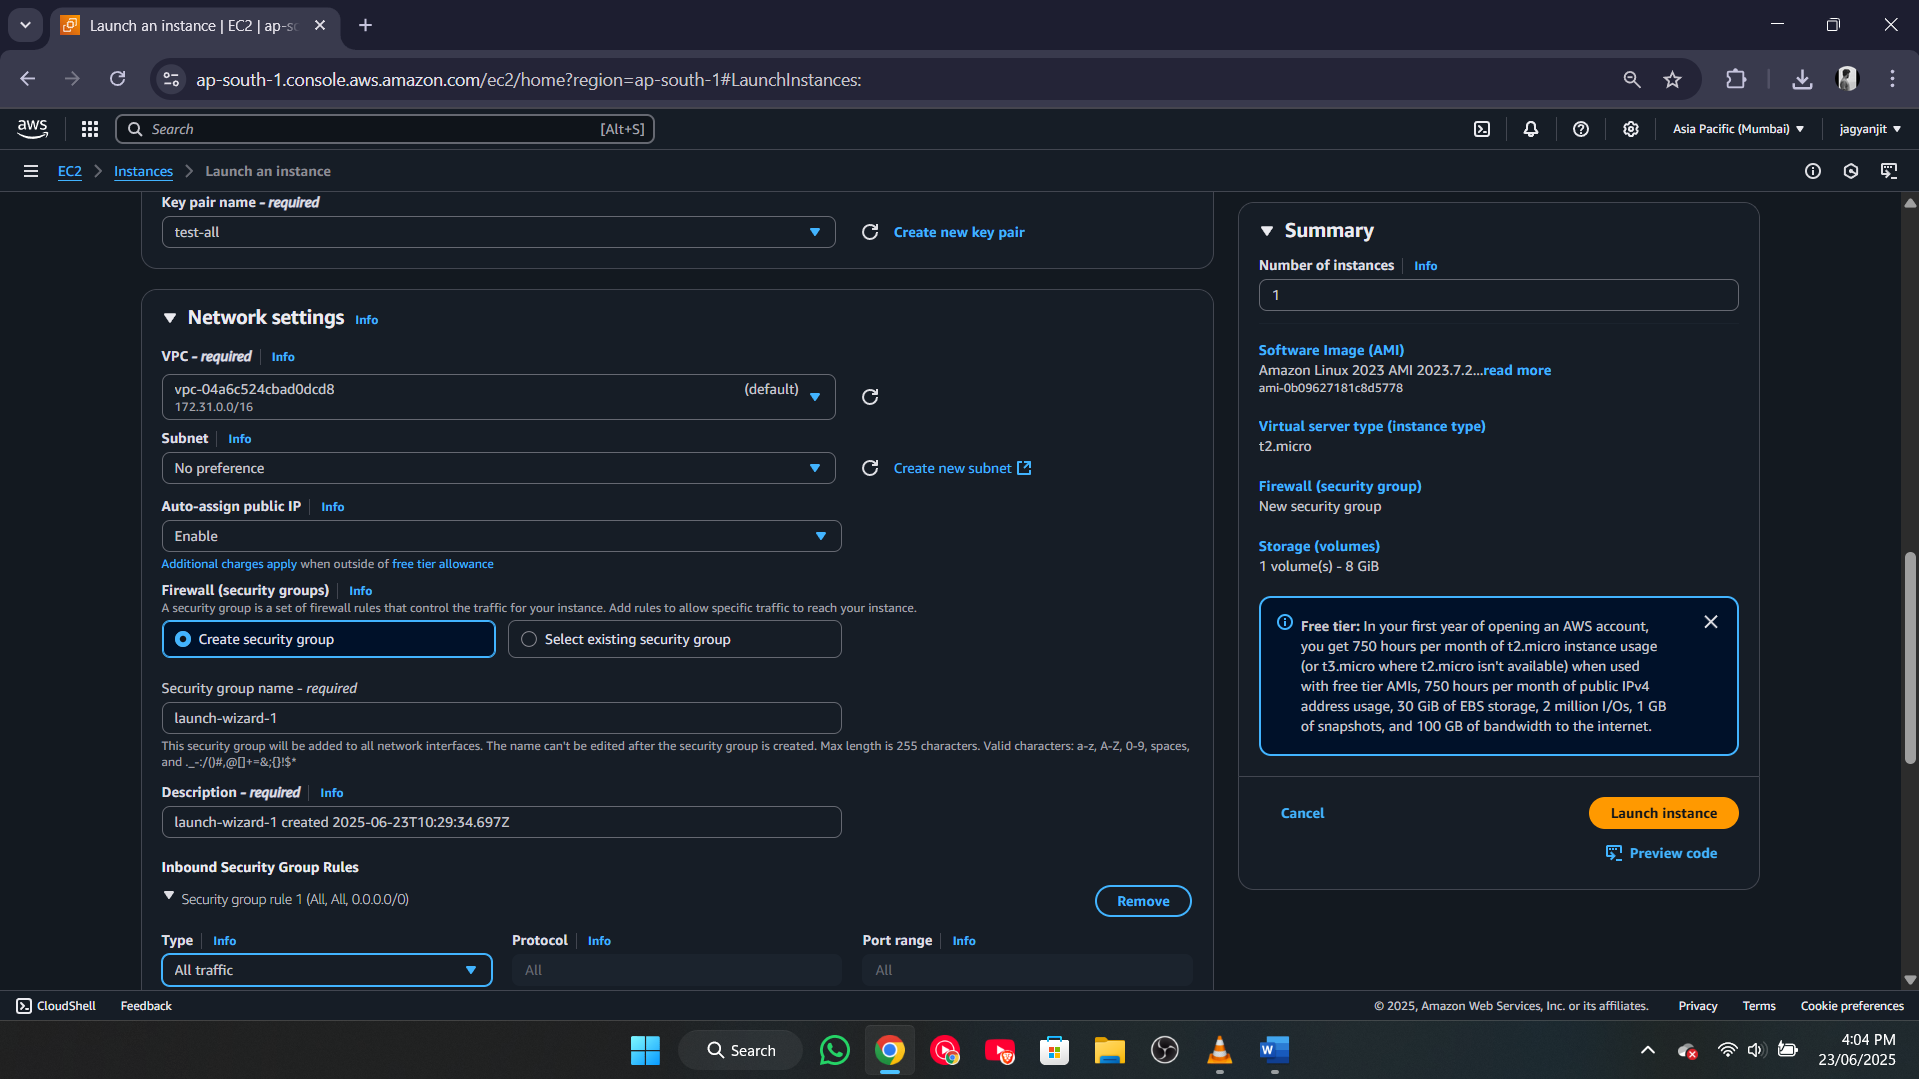 Launch an instance | EC2 | ap-so
ap-south-1.console.aws.amazon.com/ec2/home?region=ap-south-1#LaunchInstances:
aws
Search
[Alt+S]
Asia Pacific (Mumbai)
jagyanjit
EC2
Instances
Launch an instance
Key pair name – required
test-all
Create new key pair
Network settings Info
VPC – required Info
vpc-04a6c524cbad0dcd8 (default)
172.31.0.0/16
Subnet Info
No preference
Create new subnet
Auto-assign public IP Info
Enable
Additional charges apply when outside of free tier allowance
Firewall (security groups) Info
A security group is a set of firewall rules that control the traffic for your instance. Add rules to allow specific traffic to reach your instance.
Create security group
Select existing security group
Security group name - required
launch-wizard-1
This security group will be added to all network interfaces. The name can't be edited after the security group is created. Max length is 255 characters. Valid characters: a-z, A-Z, 0-9, spaces,
and ._-:/()#,@[]+=&;{}!$*
Description – required Info
launch-wizard-1 created 2025-06-23T10:29:34.697Z
Inbound Security Group Rules
Security group rule 1 (All, All, 0.0.0.0/0)
Remove
Type Info
Protocol Info
Port range Info
All traffic
All
All
Summary
Number of instances Info
1
Software Image (AMI)
Amazon Linux 2023 AMI 2023.7.2...read more
ami-0b09627181c8d5778
Virtual server type (instance type)
t2.micro
Firewall (security group)
New security group
Storage (volumes)
1 volume(s) - 8 GiB
Free tier: In your first year of opening an AWS account,
you get 750 hours per month of t2.micro instance usage
(or t3.micro where t2.micro isn't available) when used
with free tier AMIs, 750 hours per month of public IPv4
address usage, 30 GiB of EBS storage, 2 million I/Os, 1 GB
of snapshots, and 100 GB of bandwidth to the internet.
Cancel
Launch instance
Preview code
CloudShell
Feedback
© 2025, Amazon Web Services, Inc. or its affiliates.
Privacy
Terms
Cookie preferences
Search
4:04 PM
23/06/2025